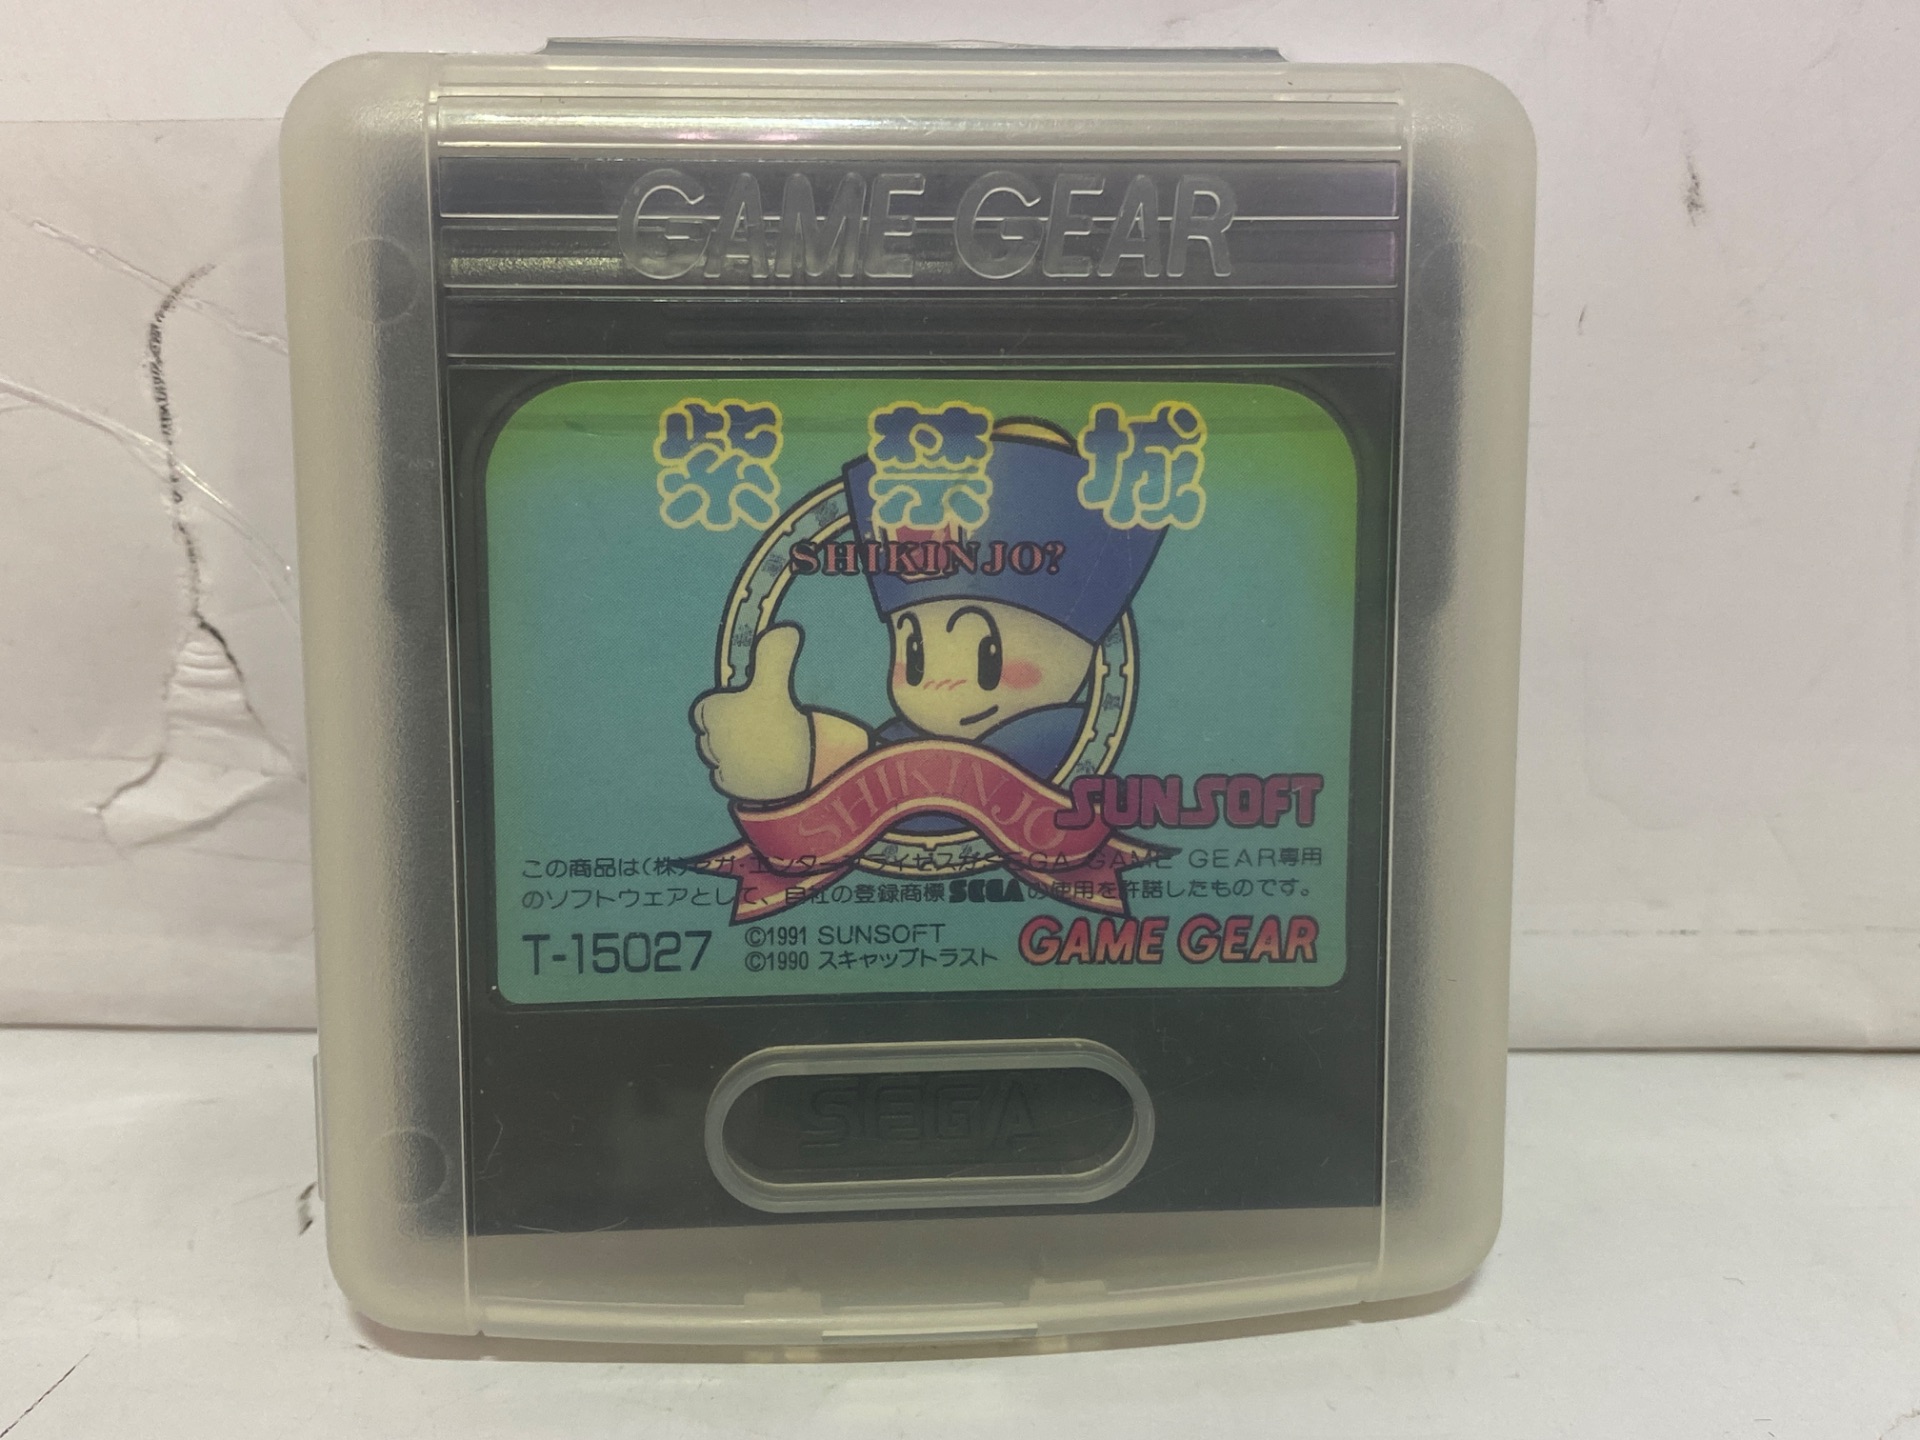 GAME GEAR
紫禁城
SHIKINJO?
SHIKINJO
SUNSOFT
この商品は(株)セガ・エンタープライゼスがSEGA GAME GEAR専用
のソフトウェアとして、自社の登録商標SEGAの使用を許諾したものです。
T-15027
©1991 SUNSOFT
©1990 スキャップトラスト
GAME GEAR
SEGA